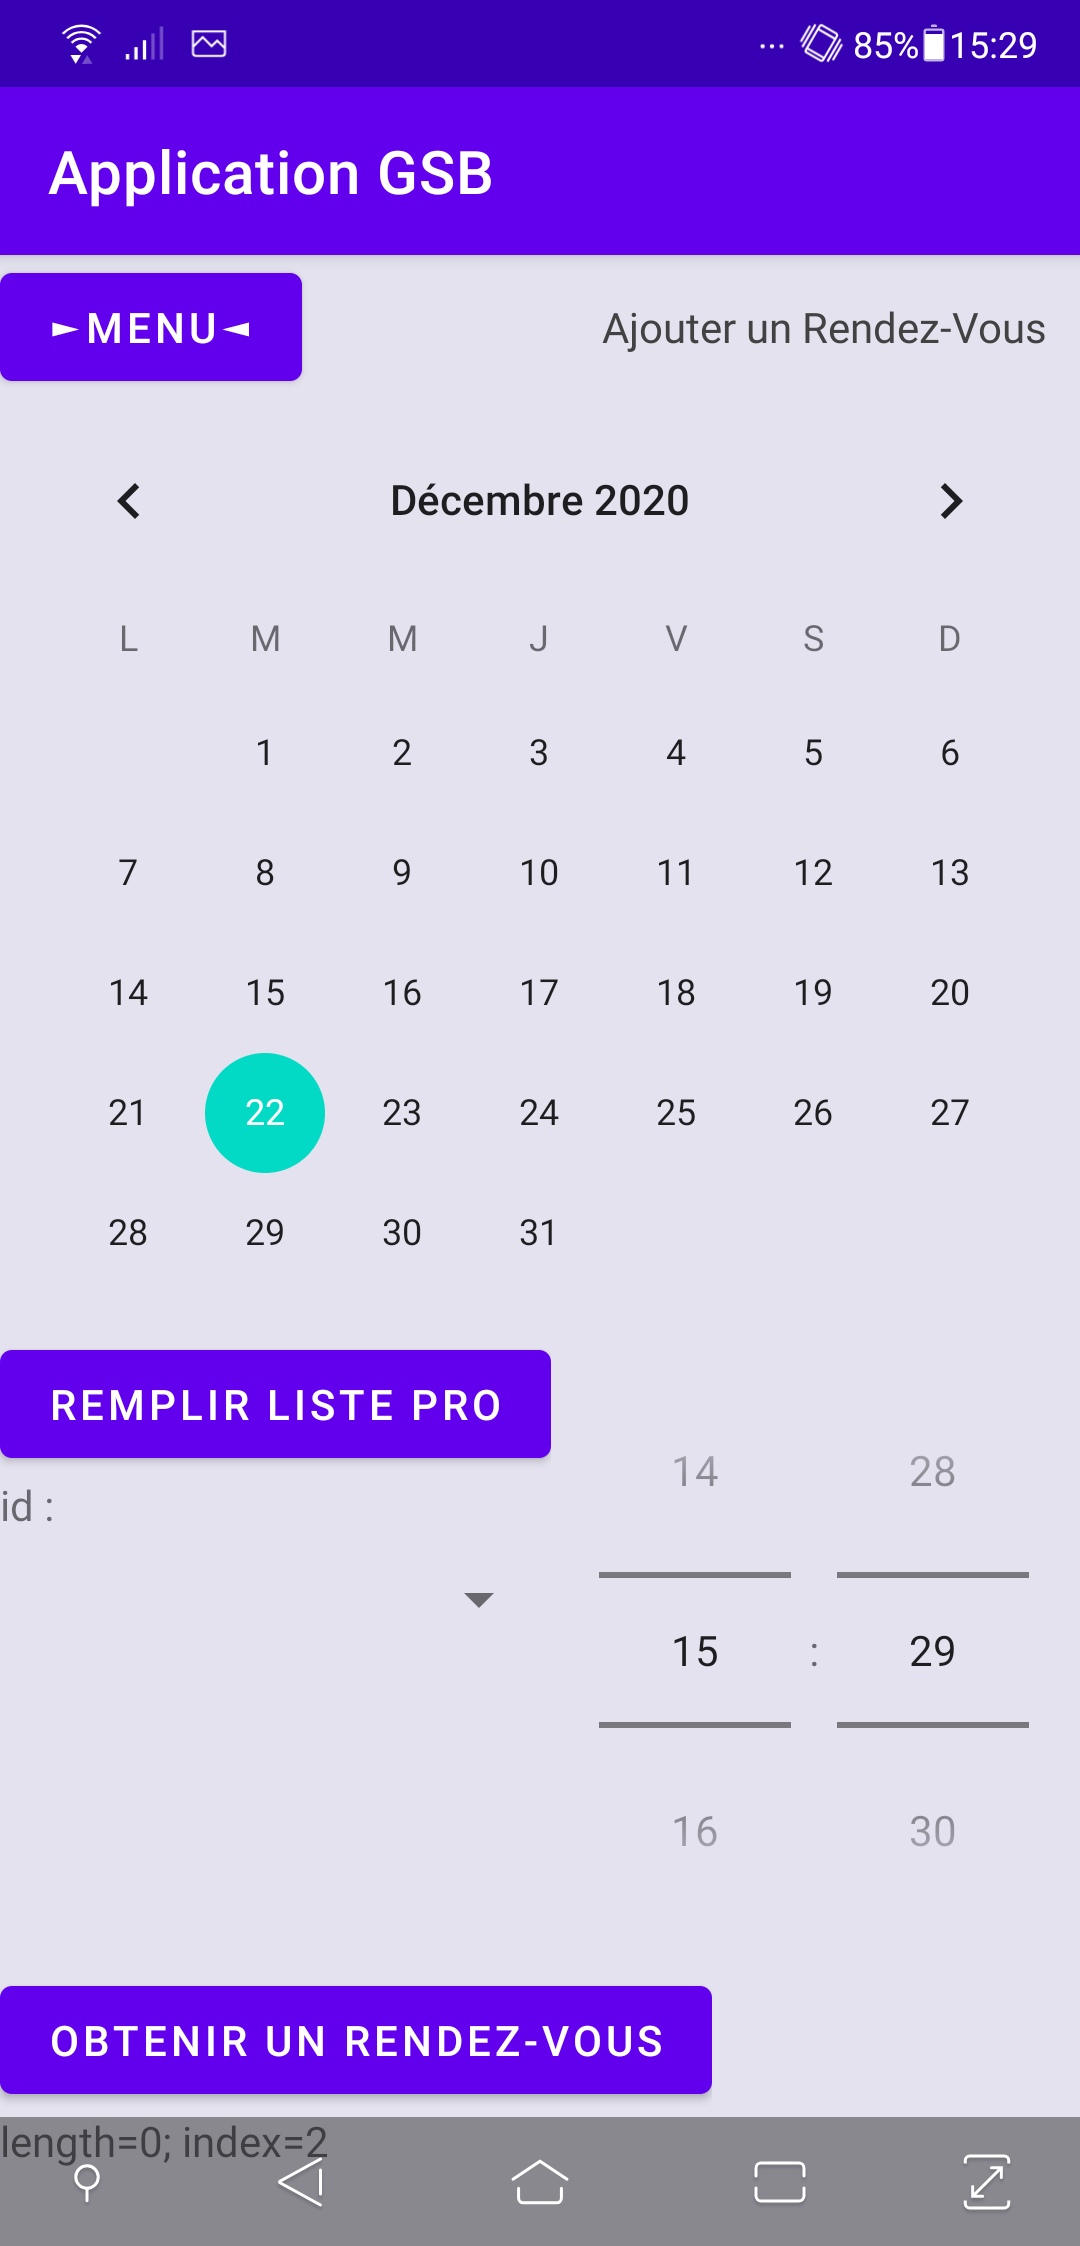 85% 15:29
Application GSB
►MENU◄
Ajouter un Rendez-Vous
Décembre 2020
L M M J V S D
1 2 3 4 5 6
7 8 9 10 11 12 13
14 15 16 17 18 19 20
21 22 23 24 25 26 27
28 29 30 31
REMPLIR LISTE PRO
14 28
id :
15 : 29
16 30
OBTENIR UN RENDEZ-VOUS
length=0; index=2